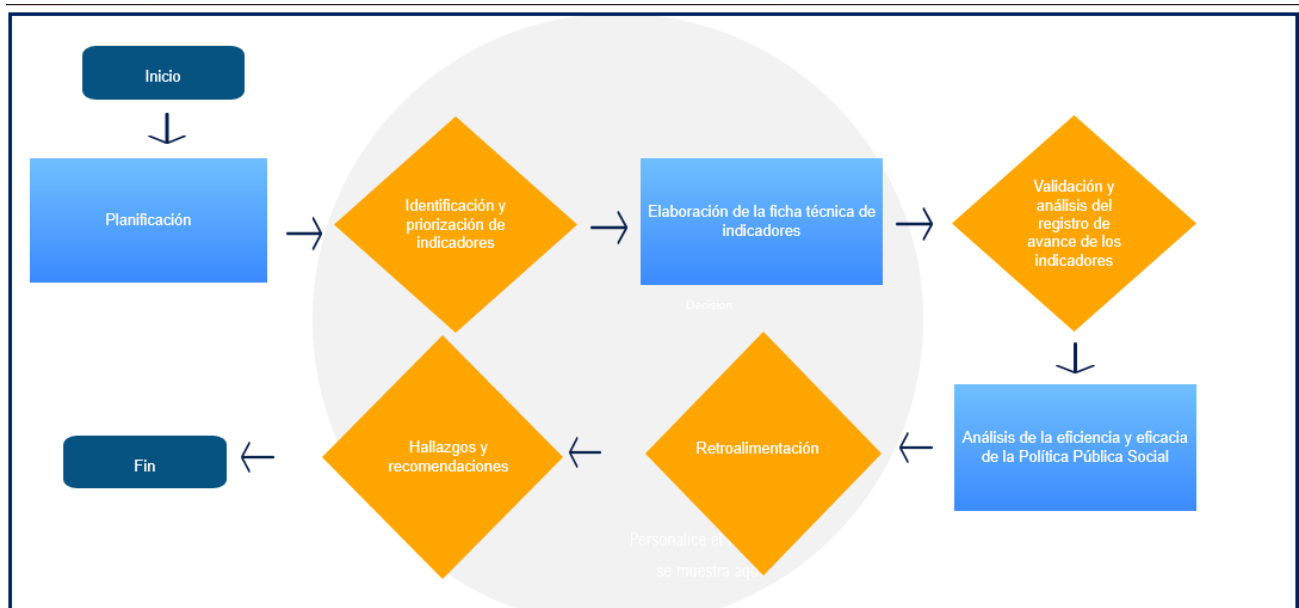 Inicio
Planificación
Identificación y
priorización de
indicadores
Elaboración de la ficha técnica de
indicadores
Validación y
análisis del
registro de
avance de los
indicadores
Decisión
Análisis de la eficiencia y eficacia
de la Política Pública Social
Retroalimentación
Hallazgos y
recomendaciones
Fin
Personalice el
se muestra aquí